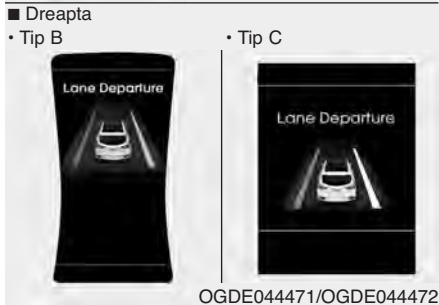 ■ Dreapta
• Tip B
• Tip C
Lane Departure
Lane Departure
OGDE044471/OGDE044472